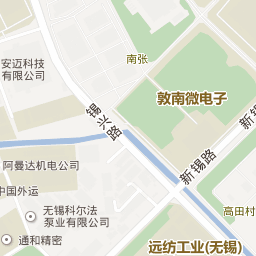 安迈科技
有限公司
南张
敦南微电子
锡兴路
新锡路
新
阿曼达机电公司
中国外运
高田村
无锡科尔法
泵业有限公司
通和精密
远纺工业(无锡)